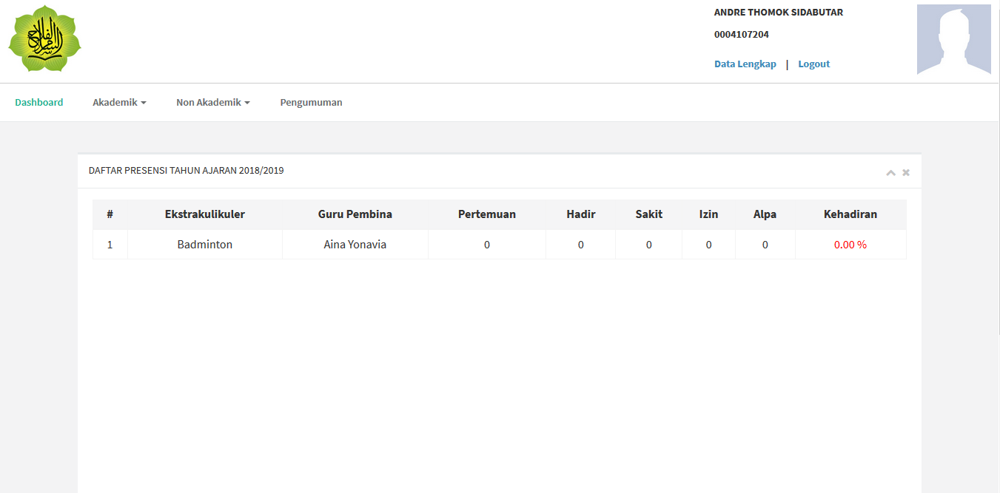 ANDRE THOMOK SIDABUTAR
0004107204
Data Lengkap | Logout
Dashboard Akademik Non Akademik Pengumuman
DAFTAR PRESENSI TAHUN AJARAN 2018/2019
# Ekstrakulikuler Guru Pembina Pertemuan Hadir Sakit Izin Alpa Kehadiran
1 Badminton Aina Yonavia 0 0 0 0 0 0.00 %